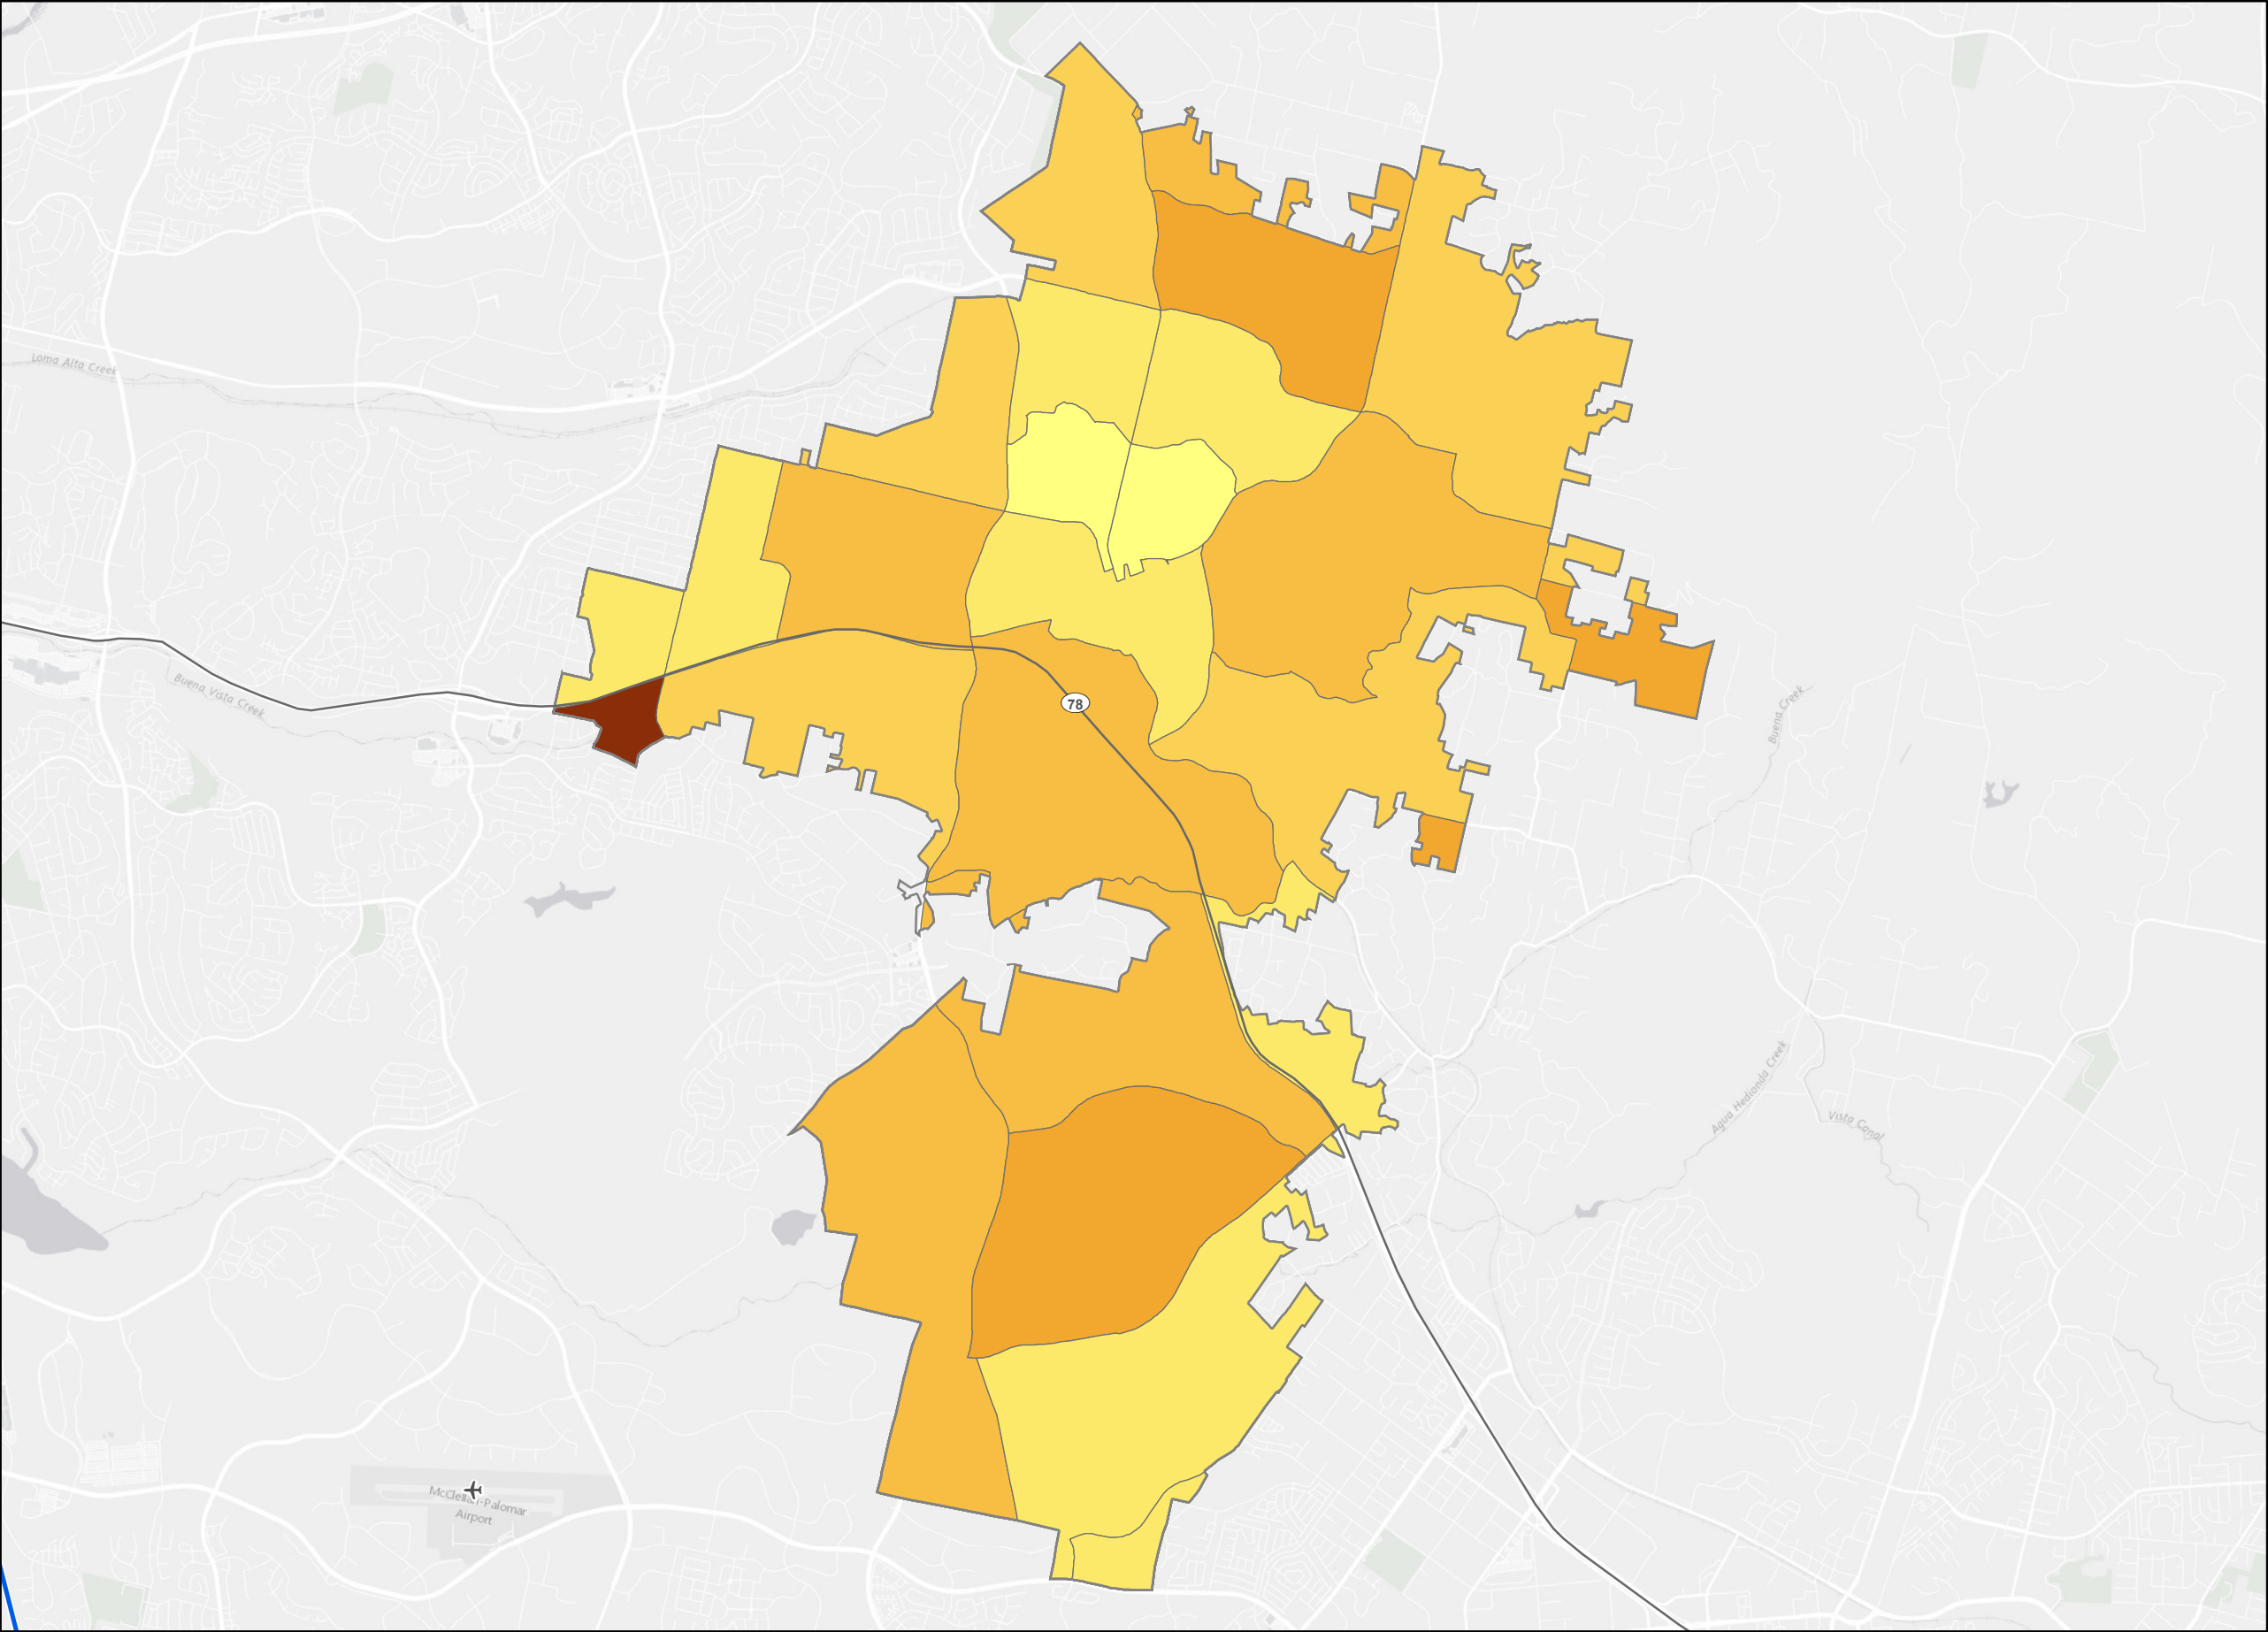 Loma Alta Creek
Buena Vista Creek
78
Buena Creek
Agua Hedionda Creek
Vista Canal
McClellan-Palomar
Airport